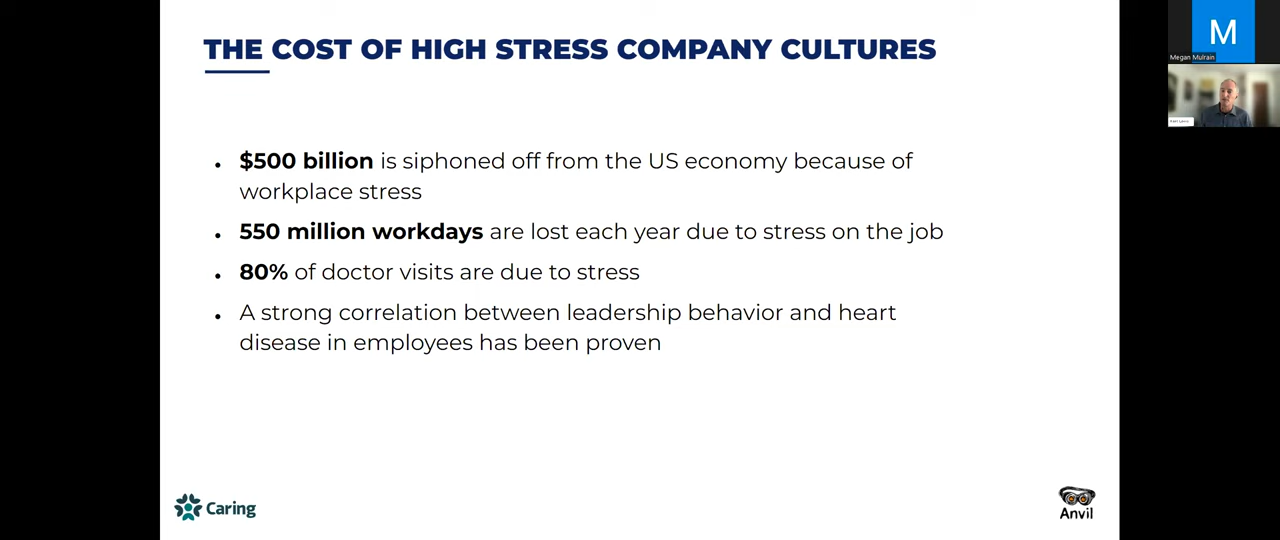 THE COST OF HIGH STRESS COMPANY CULTURES
M
Megan Mulrain
• $500 billion is siphoned off from the US economy because of
workplace stress
• 550 million workdays are lost each year due to stress on the job
• 80% of doctor visits are due to stress
• A strong correlation between leadership behavior and heart
disease in employees has been proven
Caring
Anvil